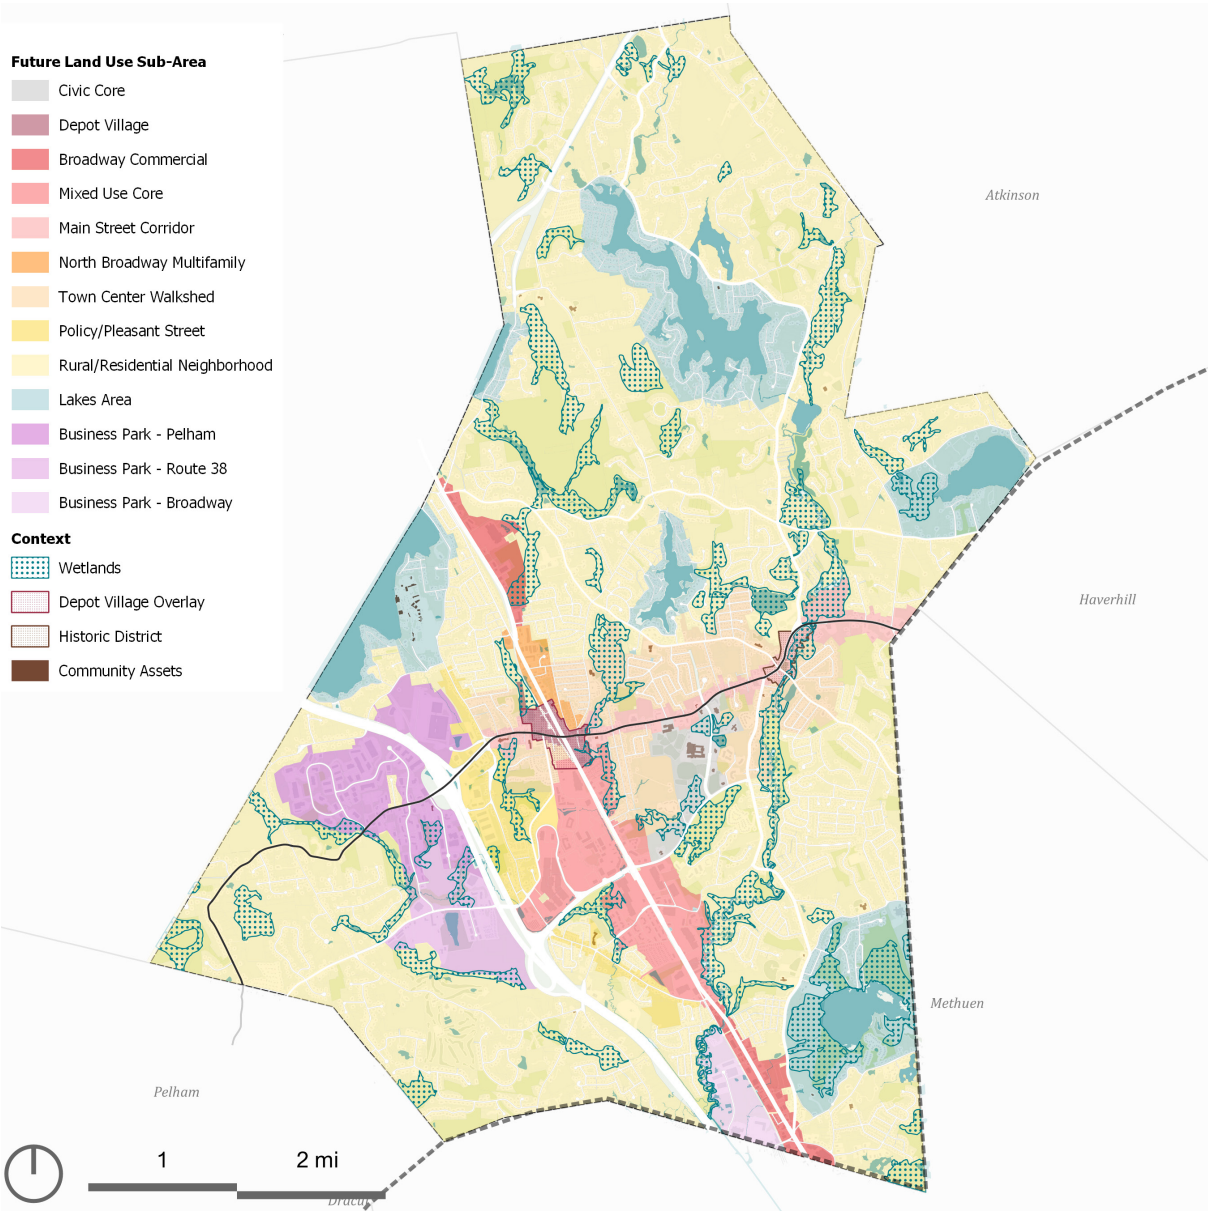 Future Land Use Sub-Area
Civic Core
Depot Village
Broadway Commercial
Mixed Use Core
Main Street Corridor
North Broadway Multifamily
Town Center Walkshed
Policy/Pleasant Street
Rural/Residential Neighborhood
Lakes Area
Business Park - Pelham
Business Park - Route 38
Business Park - Broadway
Context
Wetlands
Depot Village Overlay
Historic District
Community Assets
Atkinson
Haverhill
Methuen
Pelham
1
2 mi
Dracut